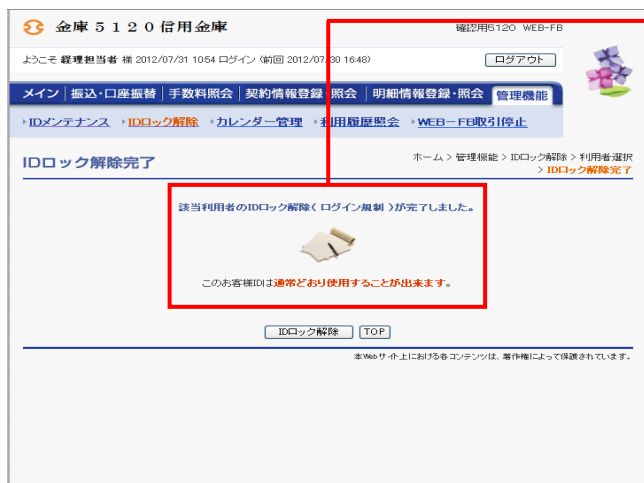 金庫5120信用金庫
確認用5120 WEB-FB
ようこそ 経理担当者 様 2012/07/31 1054 ログイン (前回 2012/07/30 16:48)
ログアウト
メイン 振込・口座振替 手数料照会 契約情報登録・照会 明細情報登録・照会 管理機能
IDメンテナンス IDロック解除 カレンダー管理 利用履歴照会 WEB-FB取引停止
IDロック解除完了
ホーム > 管理機能 > IDロック解除 > 利用者選択
> IDロック解除完了
該当利用者のIDロック解除( ログイン規制 )が完了しました。
このお客様IDは通常どおり使用することが出来ます。
IDロック解除 TOP
本Webサイト上における各コンテンツは、著作権によって保護されています。